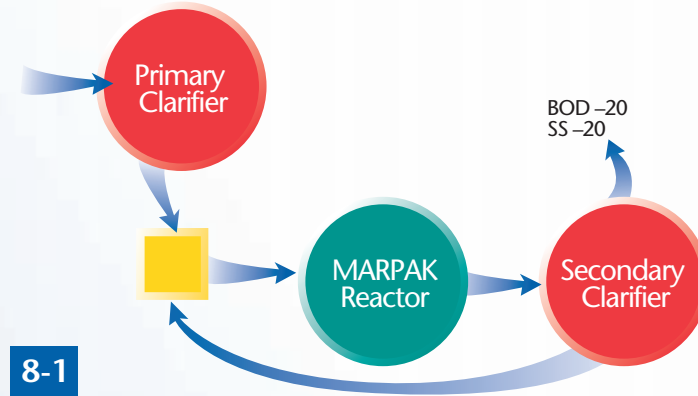 Primary
Clarifier
BOD –20
SS –20
MARPAK
Reactor
Secondary
Clarifier
8-1